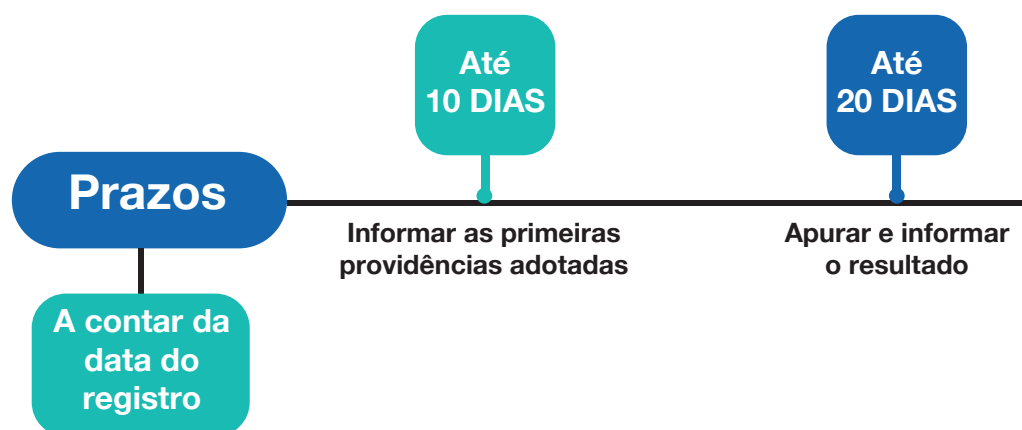 Até
10 DIAS
Até
20 DIAS
Prazos
Informar as primeiras
providências adotadas
Apurar e informar
o resultado
A contar da
data do
registro